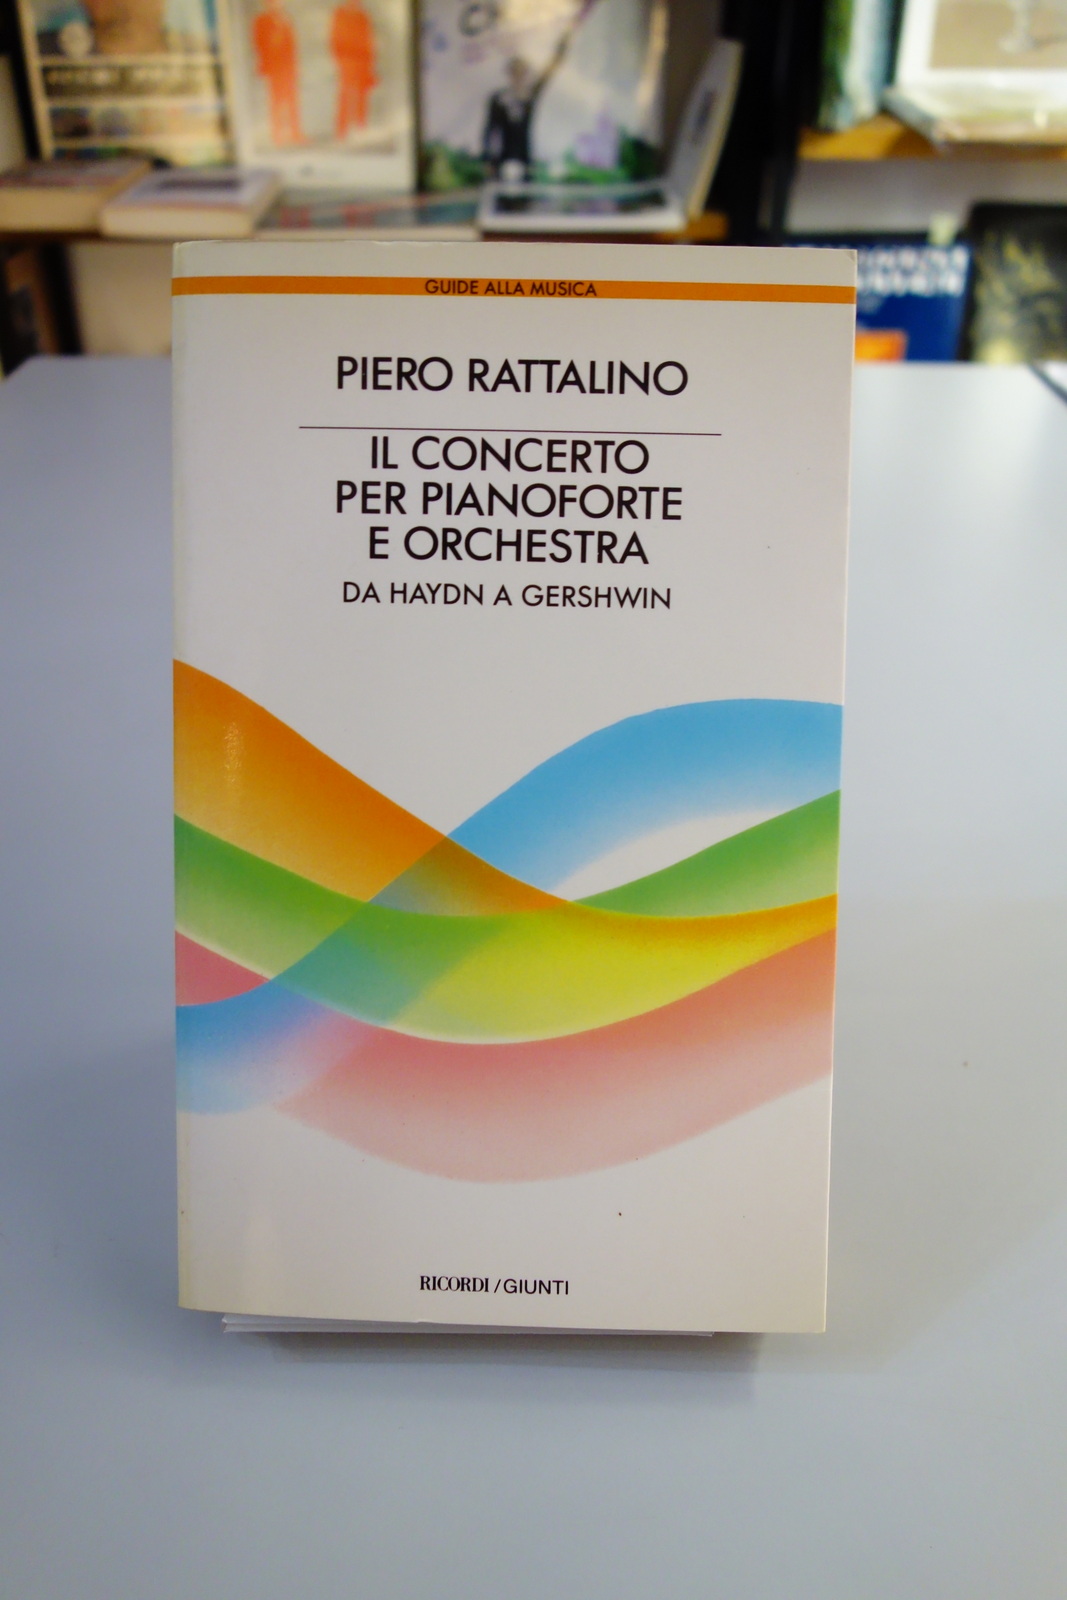 GUIDE ALLA MUSICA
PIERO RATTALINO
IL CONCERTO
PER PIANOFORTE
E ORCHESTRA
DA HAYDN A GERSHWIN
RICORDI / GIUNTI